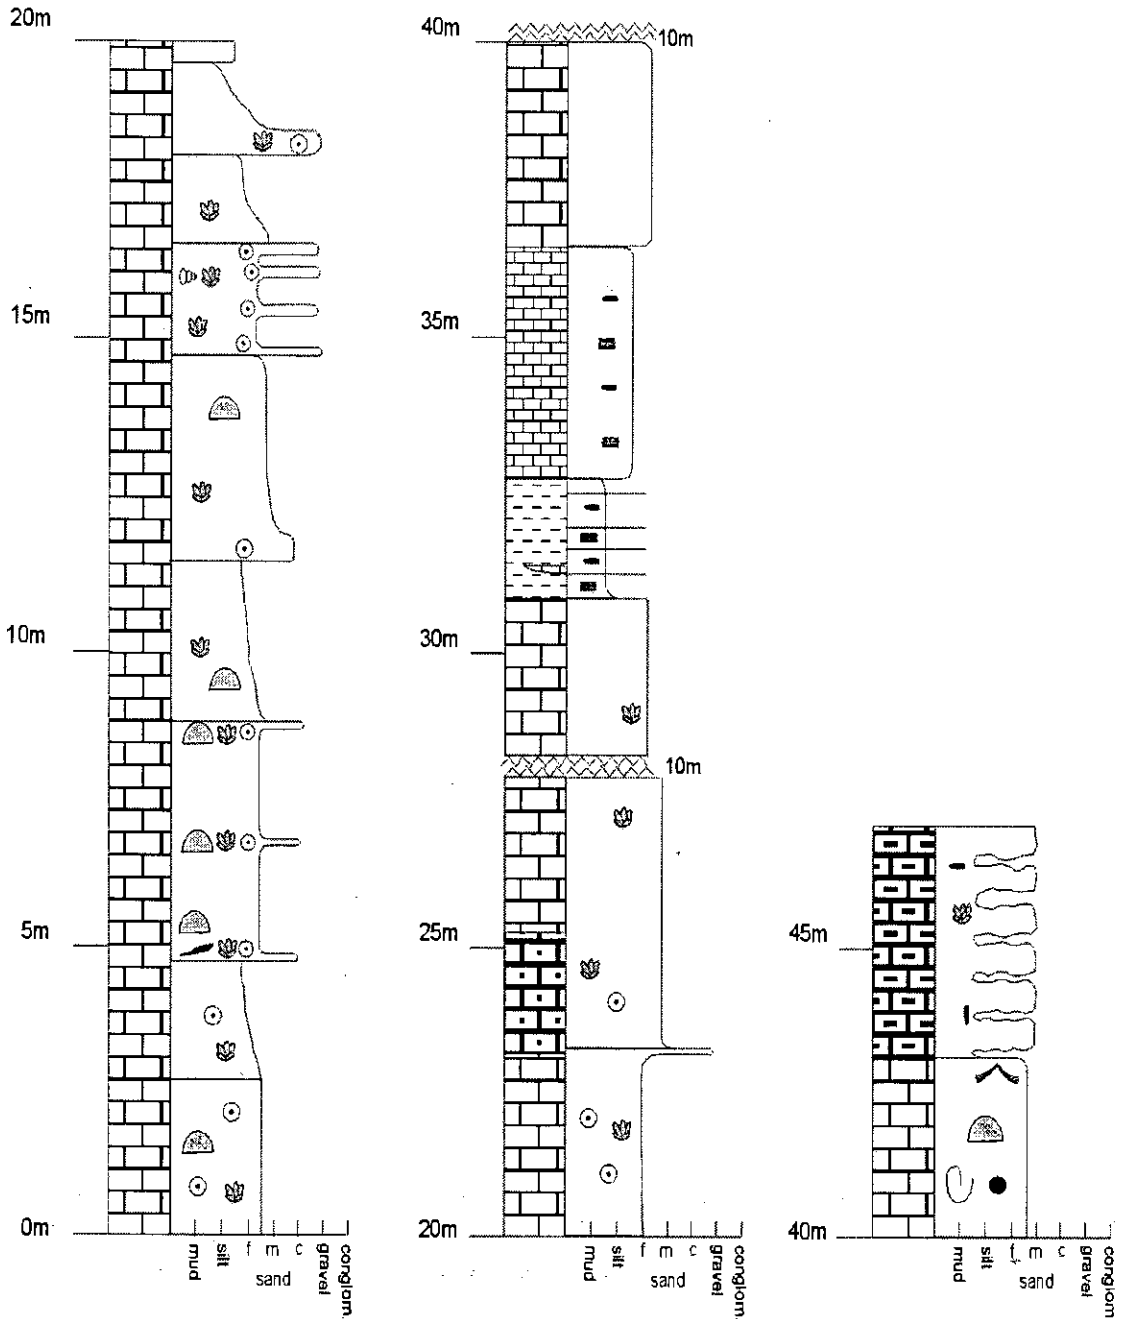 20m
15m
10m
5m
0m
mud
silt
f
m
c
gravel
conglom.
sand
40m
10m
35m
30m
10m
25m
20m
mud
silt
f
m
c
gravel
conglom.
sand
45m
40m
mud
silt
f
m
c
gravel
conglom.
sand